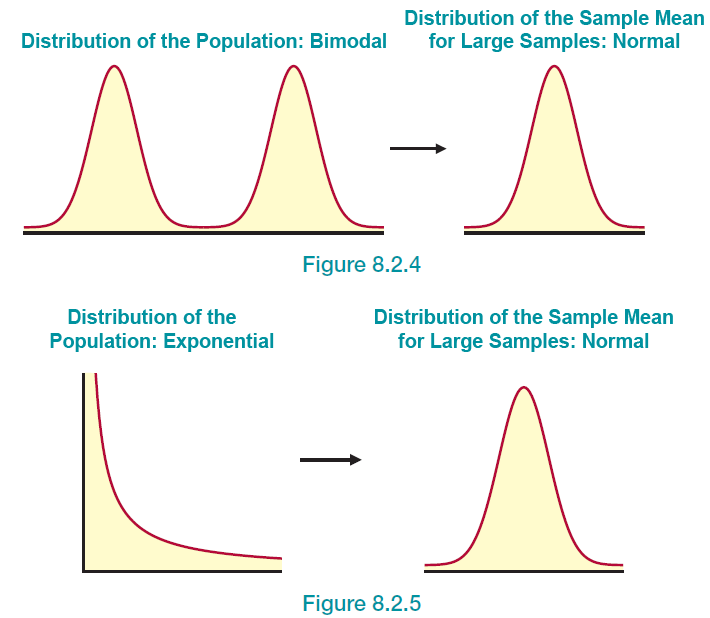 Distribution of the Population: Bimodal
Distribution of the Sample Mean
for Large Samples: Normal
Figure 8.2.4
Distribution of the
Population: Exponential
Distribution of the Sample Mean
for Large Samples: Normal
Figure 8.2.5